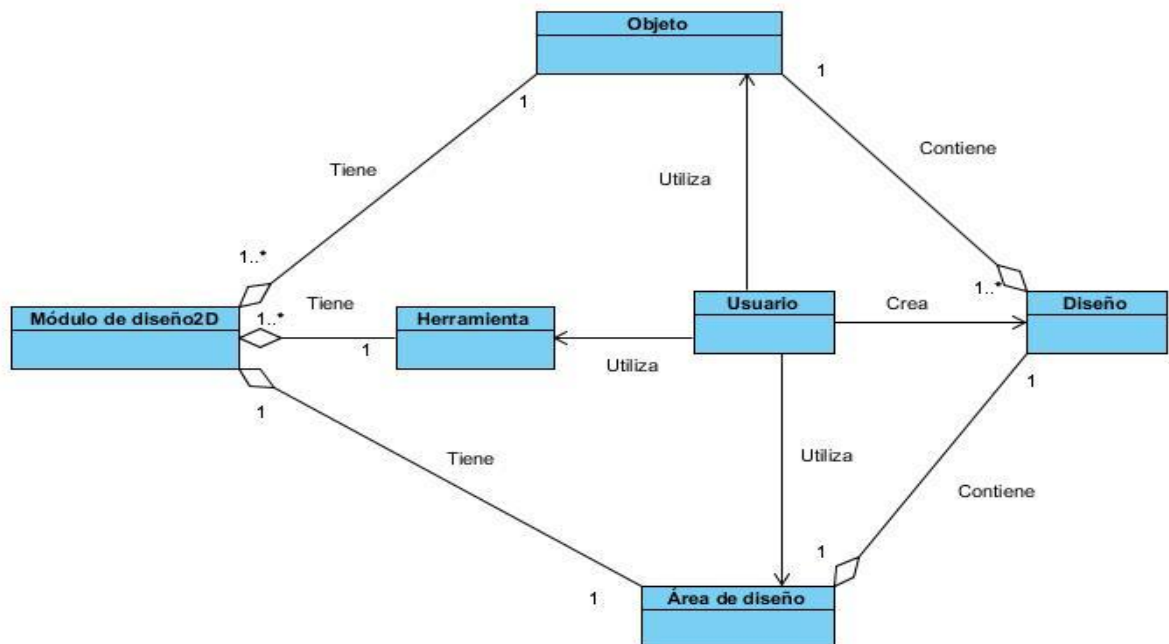 Objeto
1
1
Tiene
Contiene
Utiliza
1..*
1..*
Módulo de diseño2D
Tiene
1..*
1
Herramienta
Utiliza
Usuario
Crea
Diseño
1
1
Tiene
Utiliza
Contiene
1
1
Área de diseño